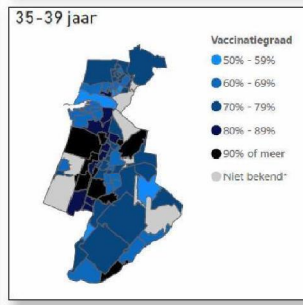 35-39 jaar
Vaccinatiegraad
50% - 59%
60% - 69%
70% - 79%
80% - 89%
90% of meer
Niet bekend*